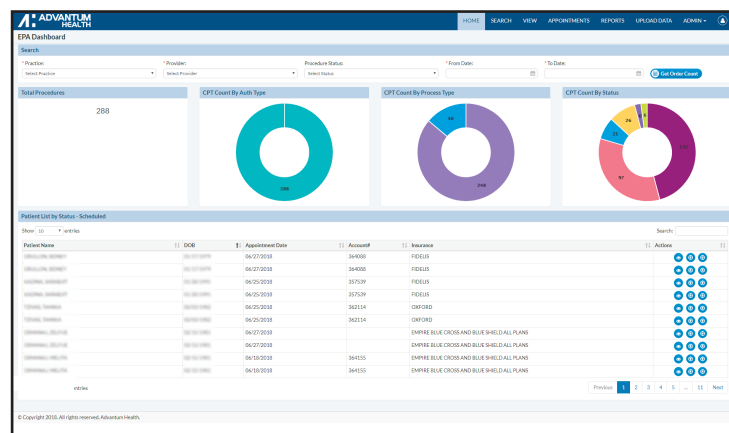 ADVANTUM
HEALTH
HOME SEARCH VIEW APPOINTMENTS REPORTS UPLOAD DATA ADMIN
EPA Dashboard
Search
* Practice: * Provider: Procedure Status: * From Date: * To Date:
Select Practice Select Provider Select Status Get Order Count
Total Procedures CPT Count By Auth Type CPT Count By Process Type CPT Count By Status
288
288
248
26
97
Patient List by Status - Scheduled
Show 10 entries Search:
Patient Name DOB Appointment Date Account# Insurance Actions
06/27/2018 364088 FIDELIS
06/27/2018 364088 FIDELIS
06/25/2018 357539 FIDELIS
06/25/2018 357539 FIDELIS
06/25/2018 362114 OXFORD
06/25/2018 362114 OXFORD
06/27/2018 EMPIRE BLUE CROSS AND BLUE SHIELD ALL PLANS
06/27/2018 EMPIRE BLUE CROSS AND BLUE SHIELD ALL PLANS
06/18/2018 364155 EMPIRE BLUE CROSS AND BLUE SHIELD ALL PLANS
06/18/2018 364155 EMPIRE BLUE CROSS AND BLUE SHIELD ALL PLANS
ntries Previous 1 2 3 4 5 ... 11 Next
© Copyright 2018. All rights reserved, Advantum Health.